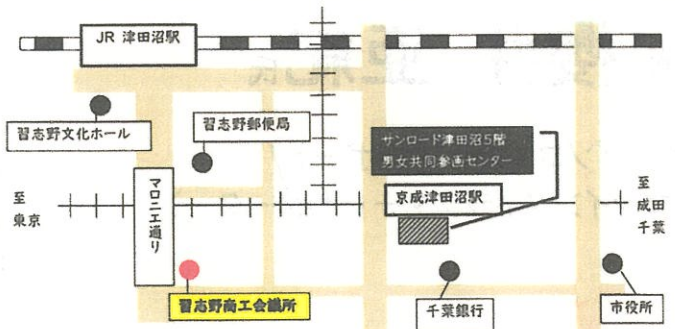 JR 津田沼駅
習志野文化ホール
習志野郵便局
サンロード津田沼5階
男女共同参画センター
京成津田沼駅
至
東京
マロニエ通り
至
成田
千葉
習志野商工会議所
千葉銀行
市役所